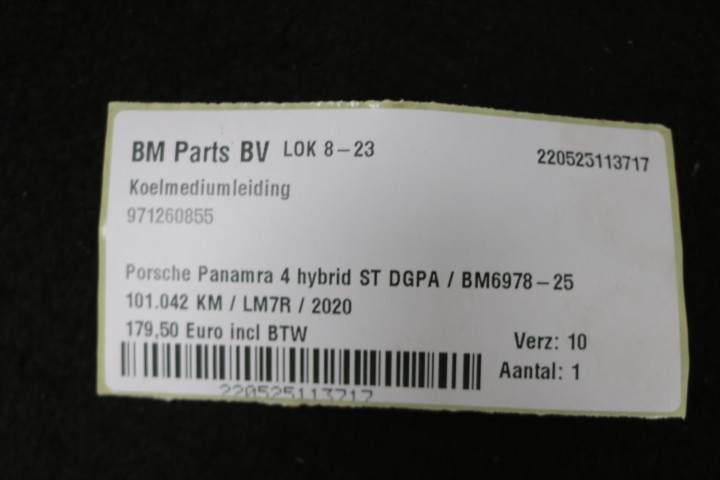 BM Parts BV LOK 8-23
220525113717
Koelmediumleiding
971260855
Porsche Panamra 4 hybrid ST DGPA / BM6978-25
101.042 KM / LM7R / 2020
179,50 Euro incl BTW
Verz: 10
Aantal: 1
220525113717